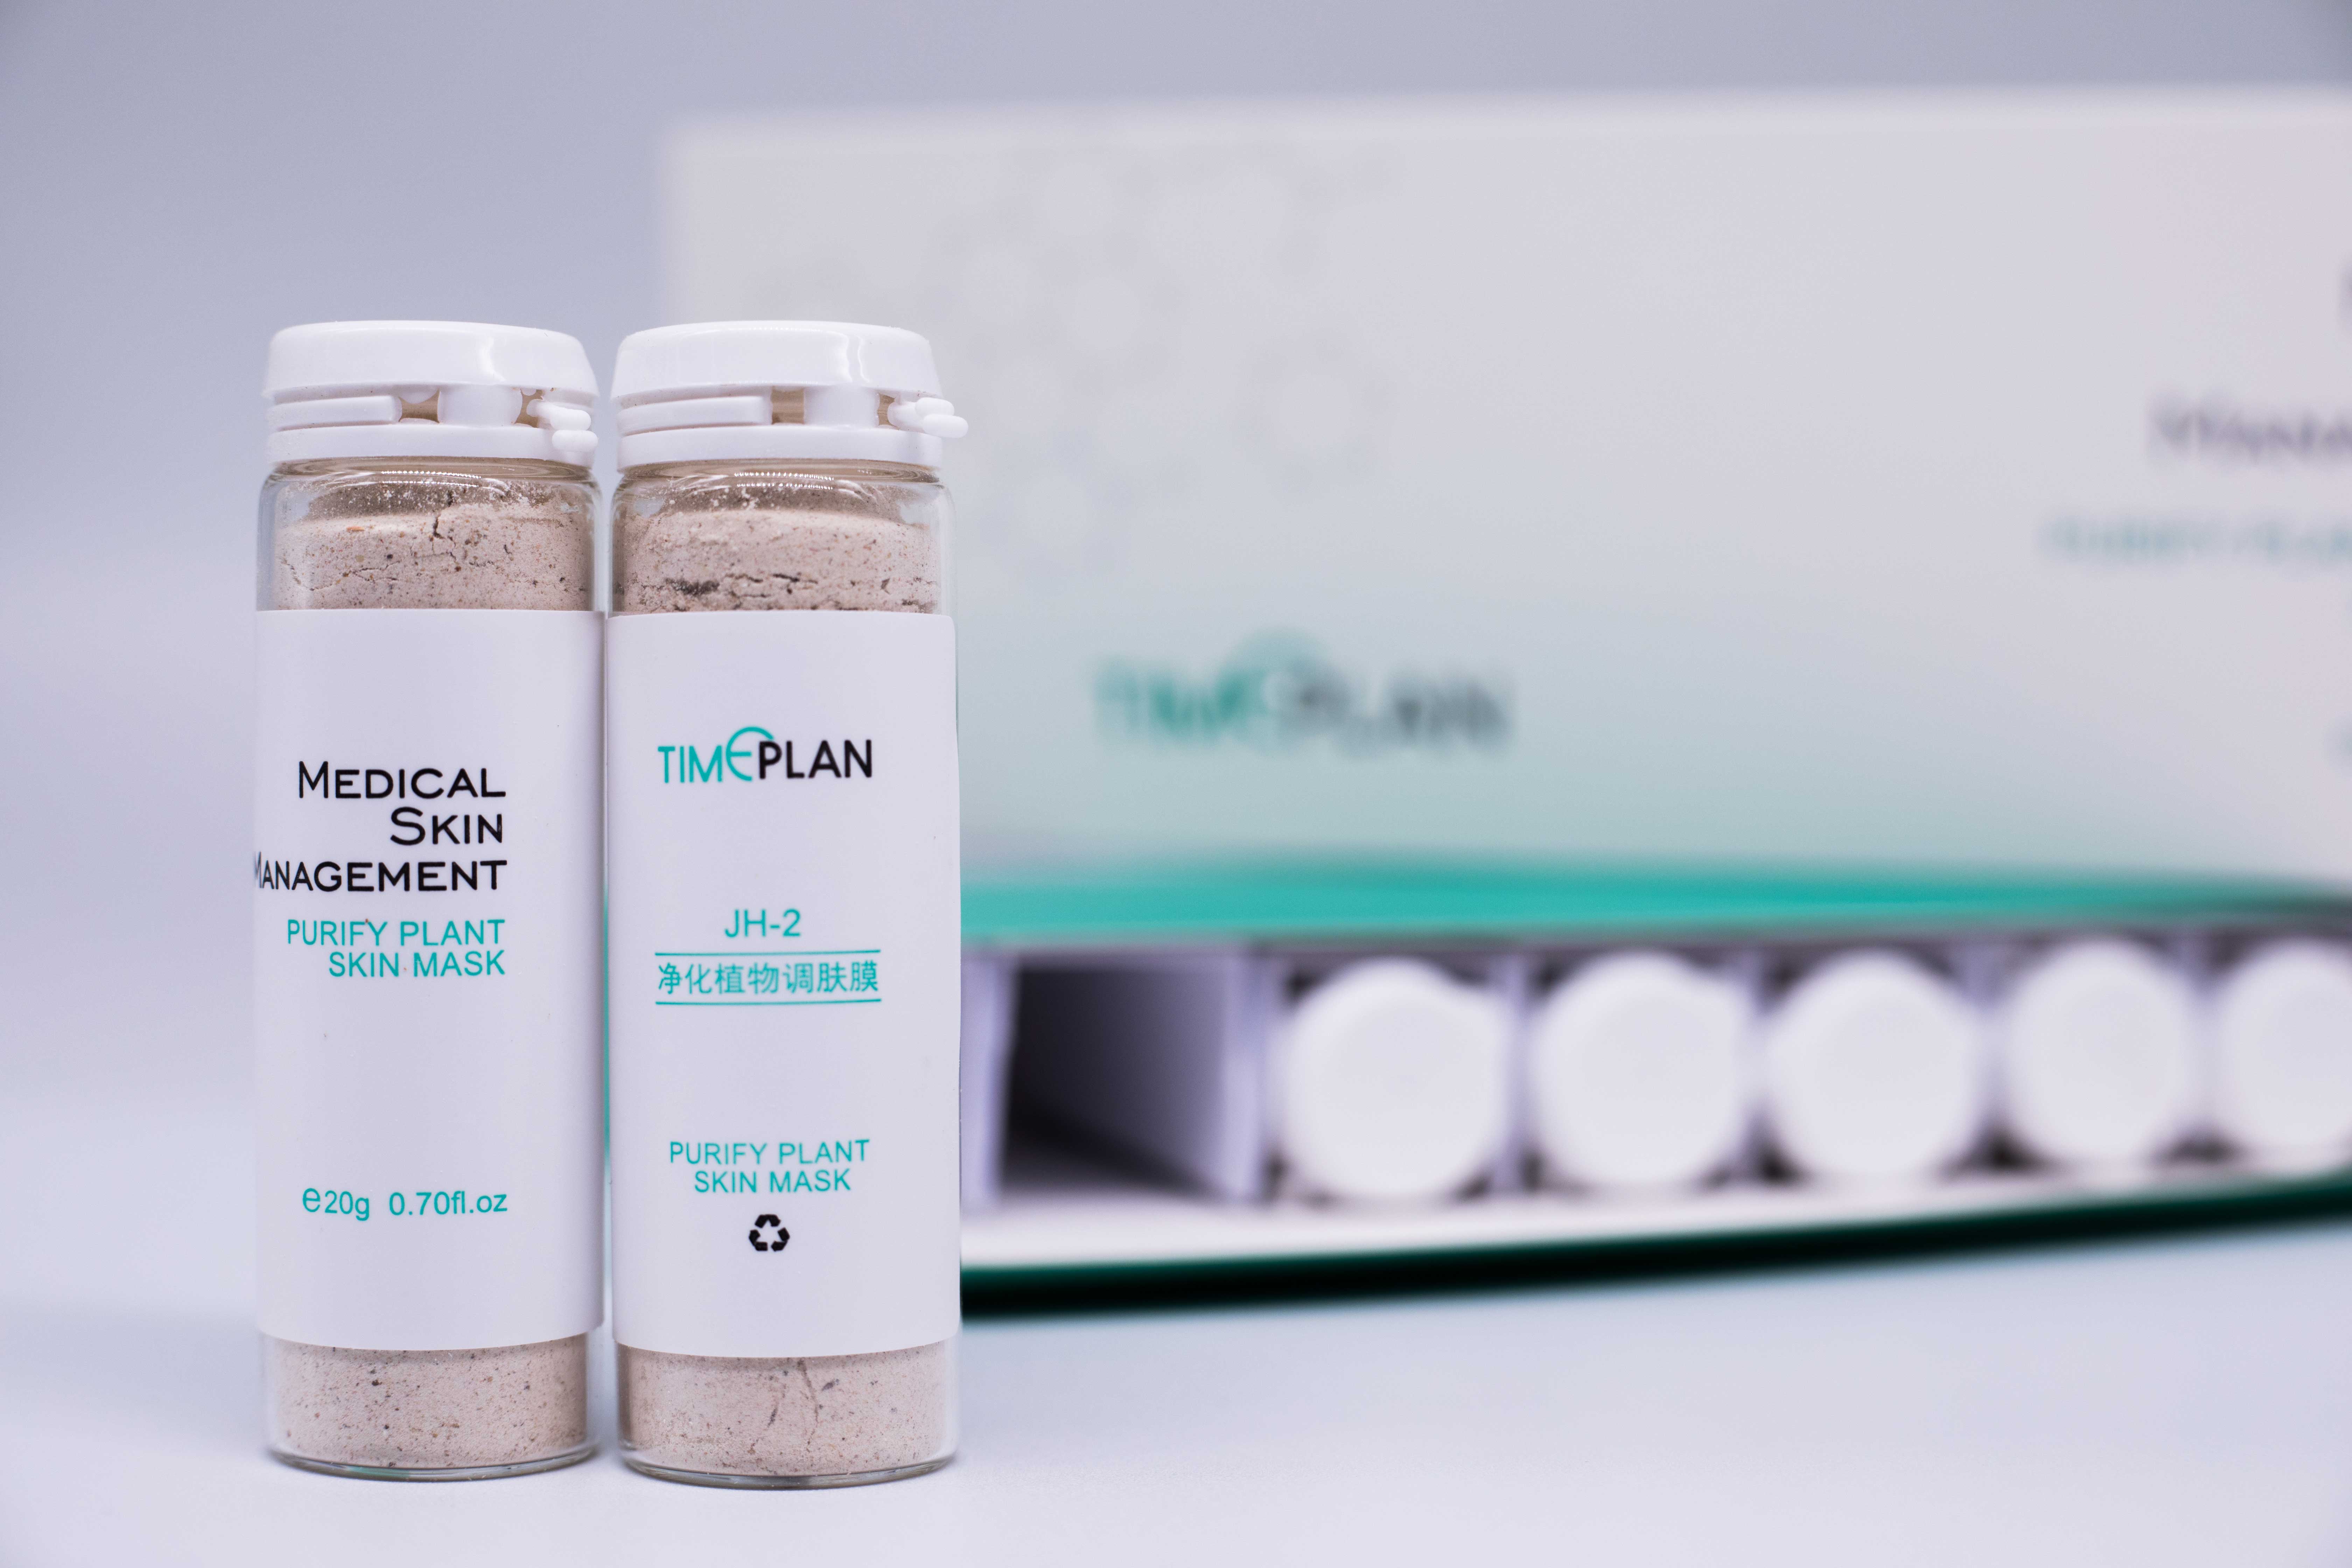 MEDICAL
SKIN
MANAGEMENT
PURIFY PLANT
SKIN MASK
℮20g 0.70fl.oz
TIMEPLAN
JH-2
净化植物调肤膜
PURIFY PLANT
SKIN MASK
TIMEPLAN